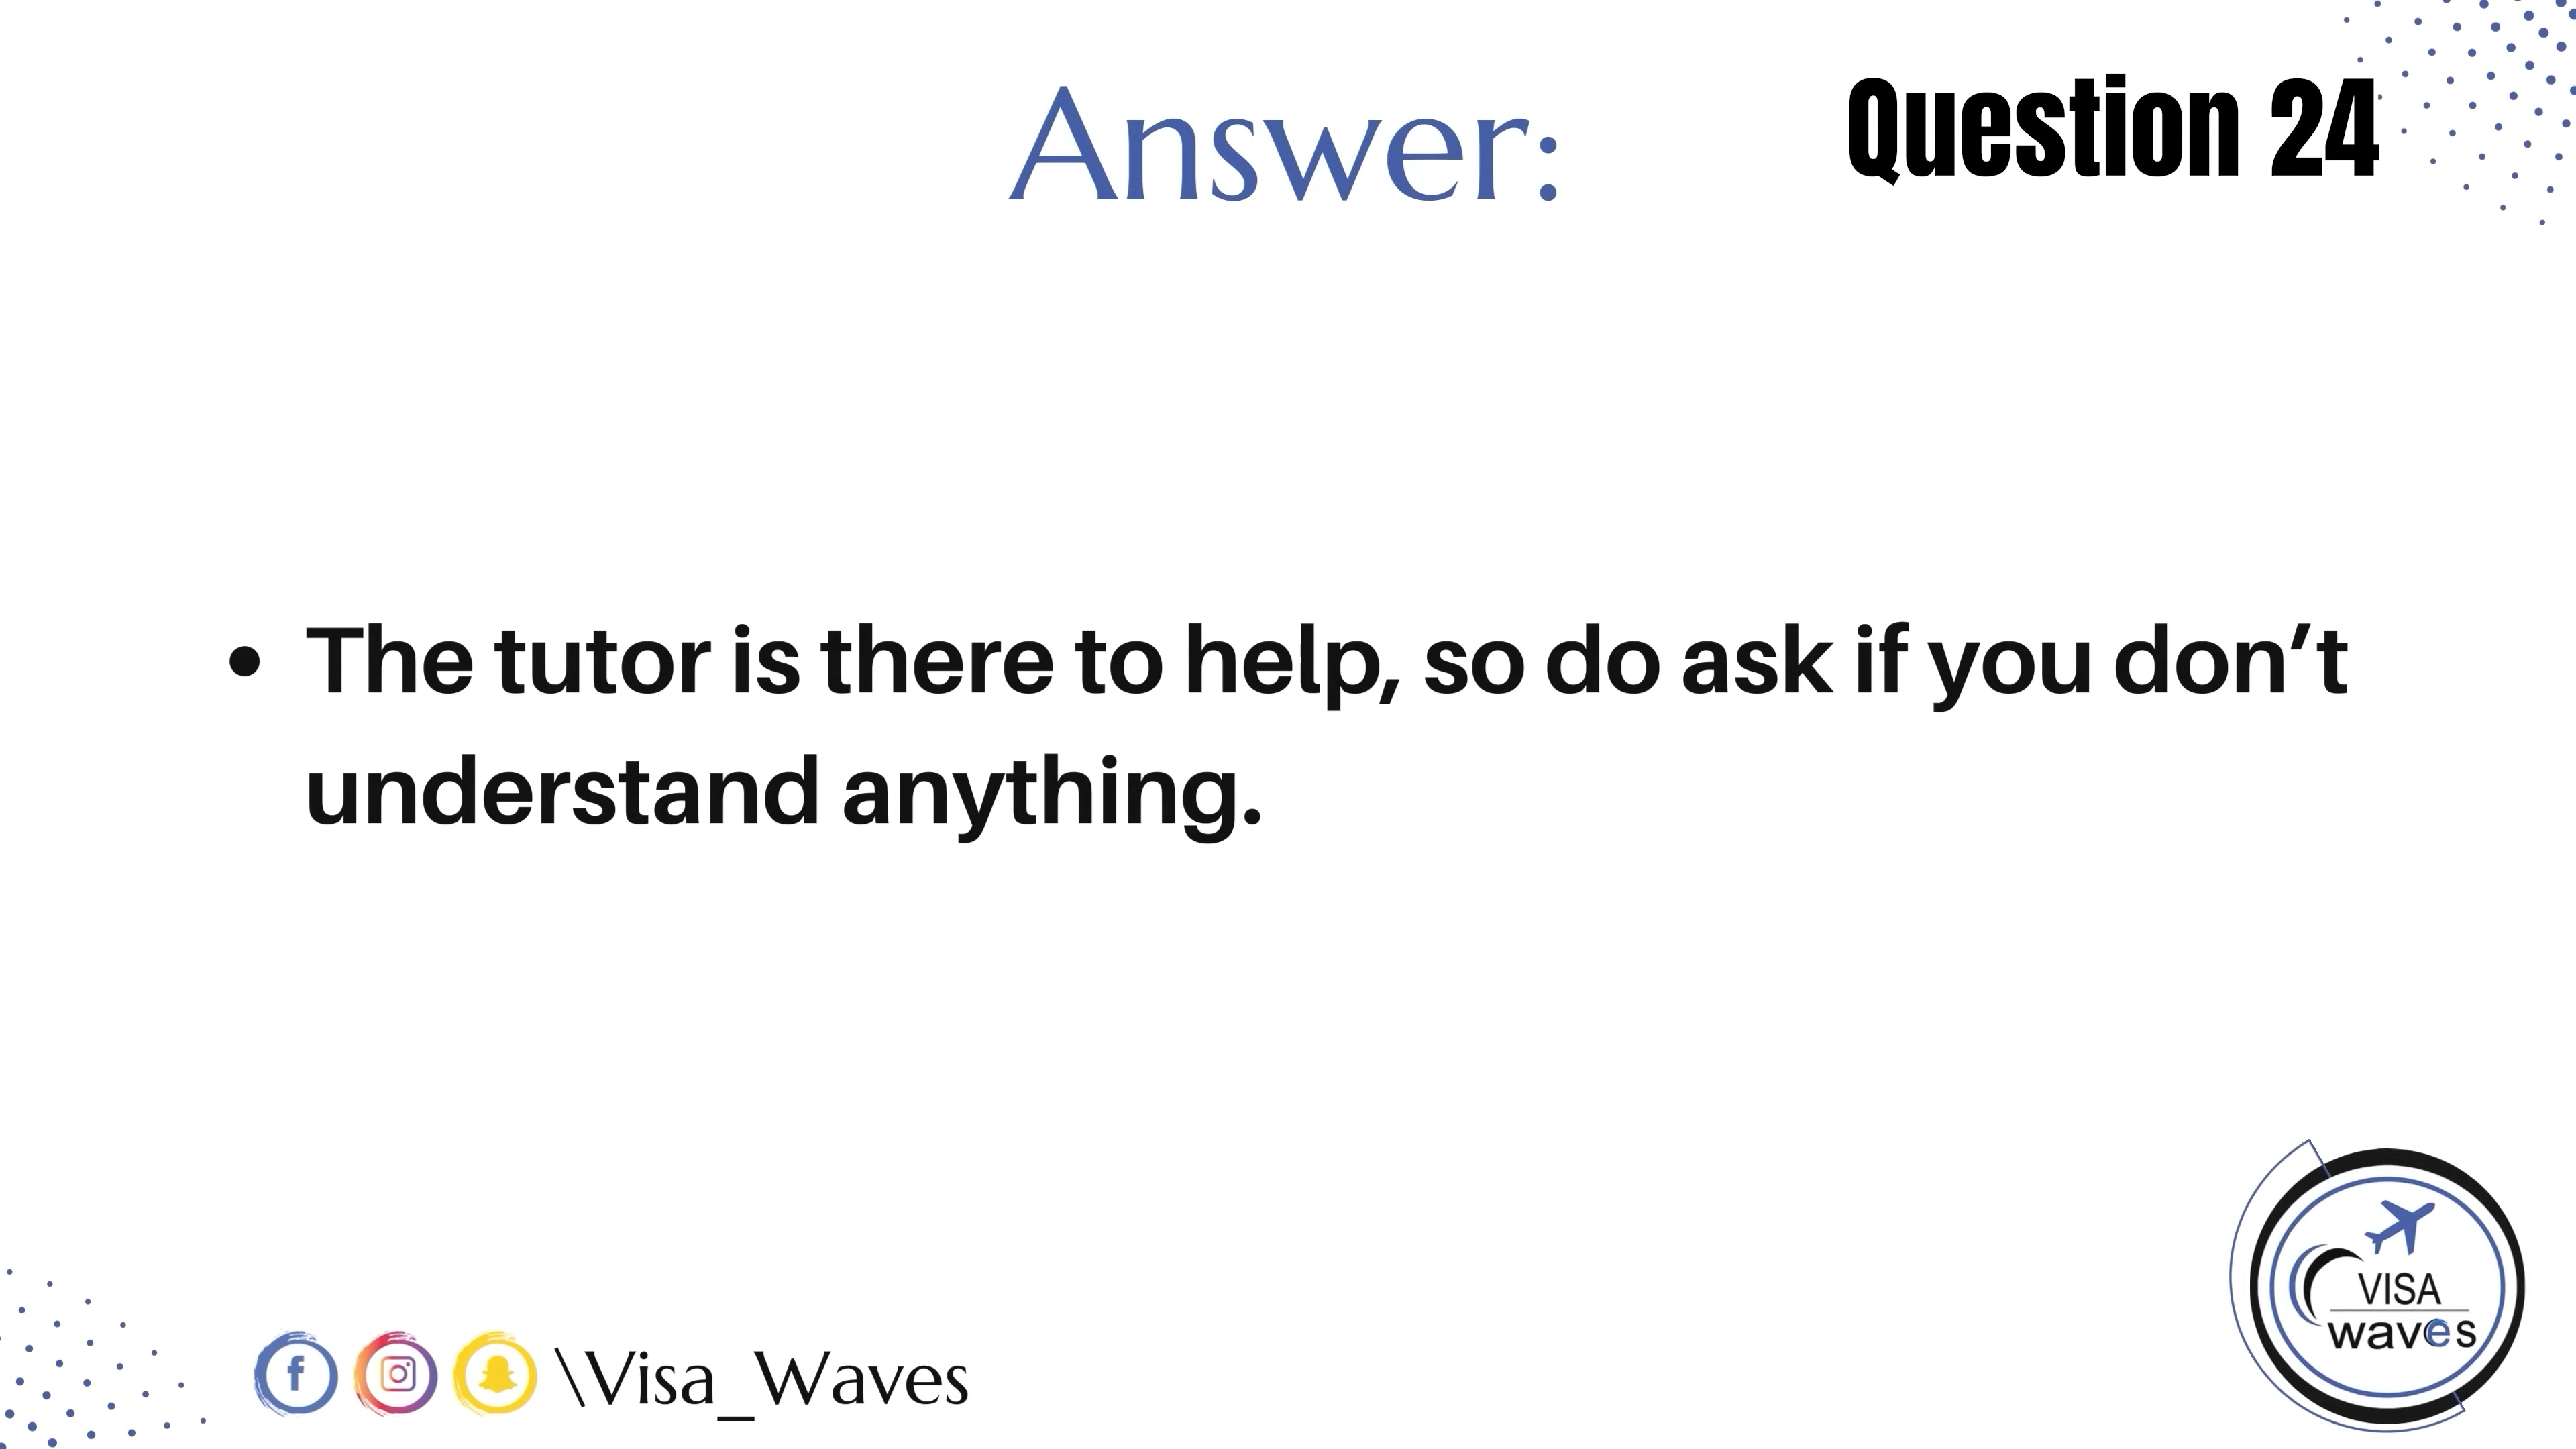 Answer:
Question 24
• The tutor is there to help, so do ask if you don’t
understand anything.
\Visa_Waves
VISA
waves